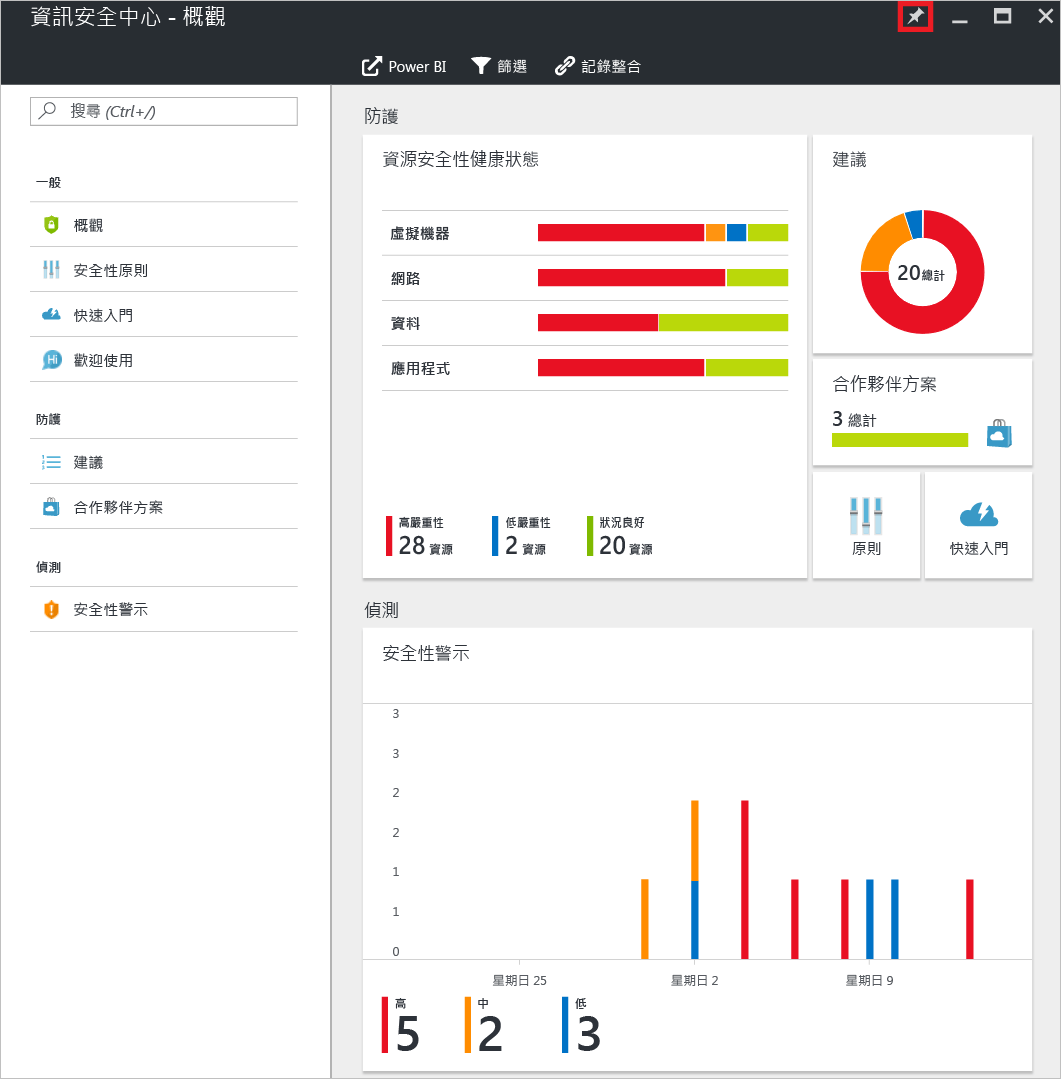 資訊安全中心 - 概觀
Power BI 篩選 記錄整合
搜尋 (Ctrl+/)
一般
概觀
安全性原則
快速入門
Hi 歡迎使用
防護
建議
合作夥伴方案
偵測
安全性警示
防護
資源安全性健康狀態
虛擬機器
網路
資料
應用程式
高嚴重性
28 資源
低嚴重性
2 資源
狀況良好
20 資源
建議
20總計
合作夥伴方案
3 總計
原則
快速入門
偵測
安全性警示
3
3
2
2
1
1
0
星期日 25 星期日 2 星期日 9
高
5
中
2
低
3